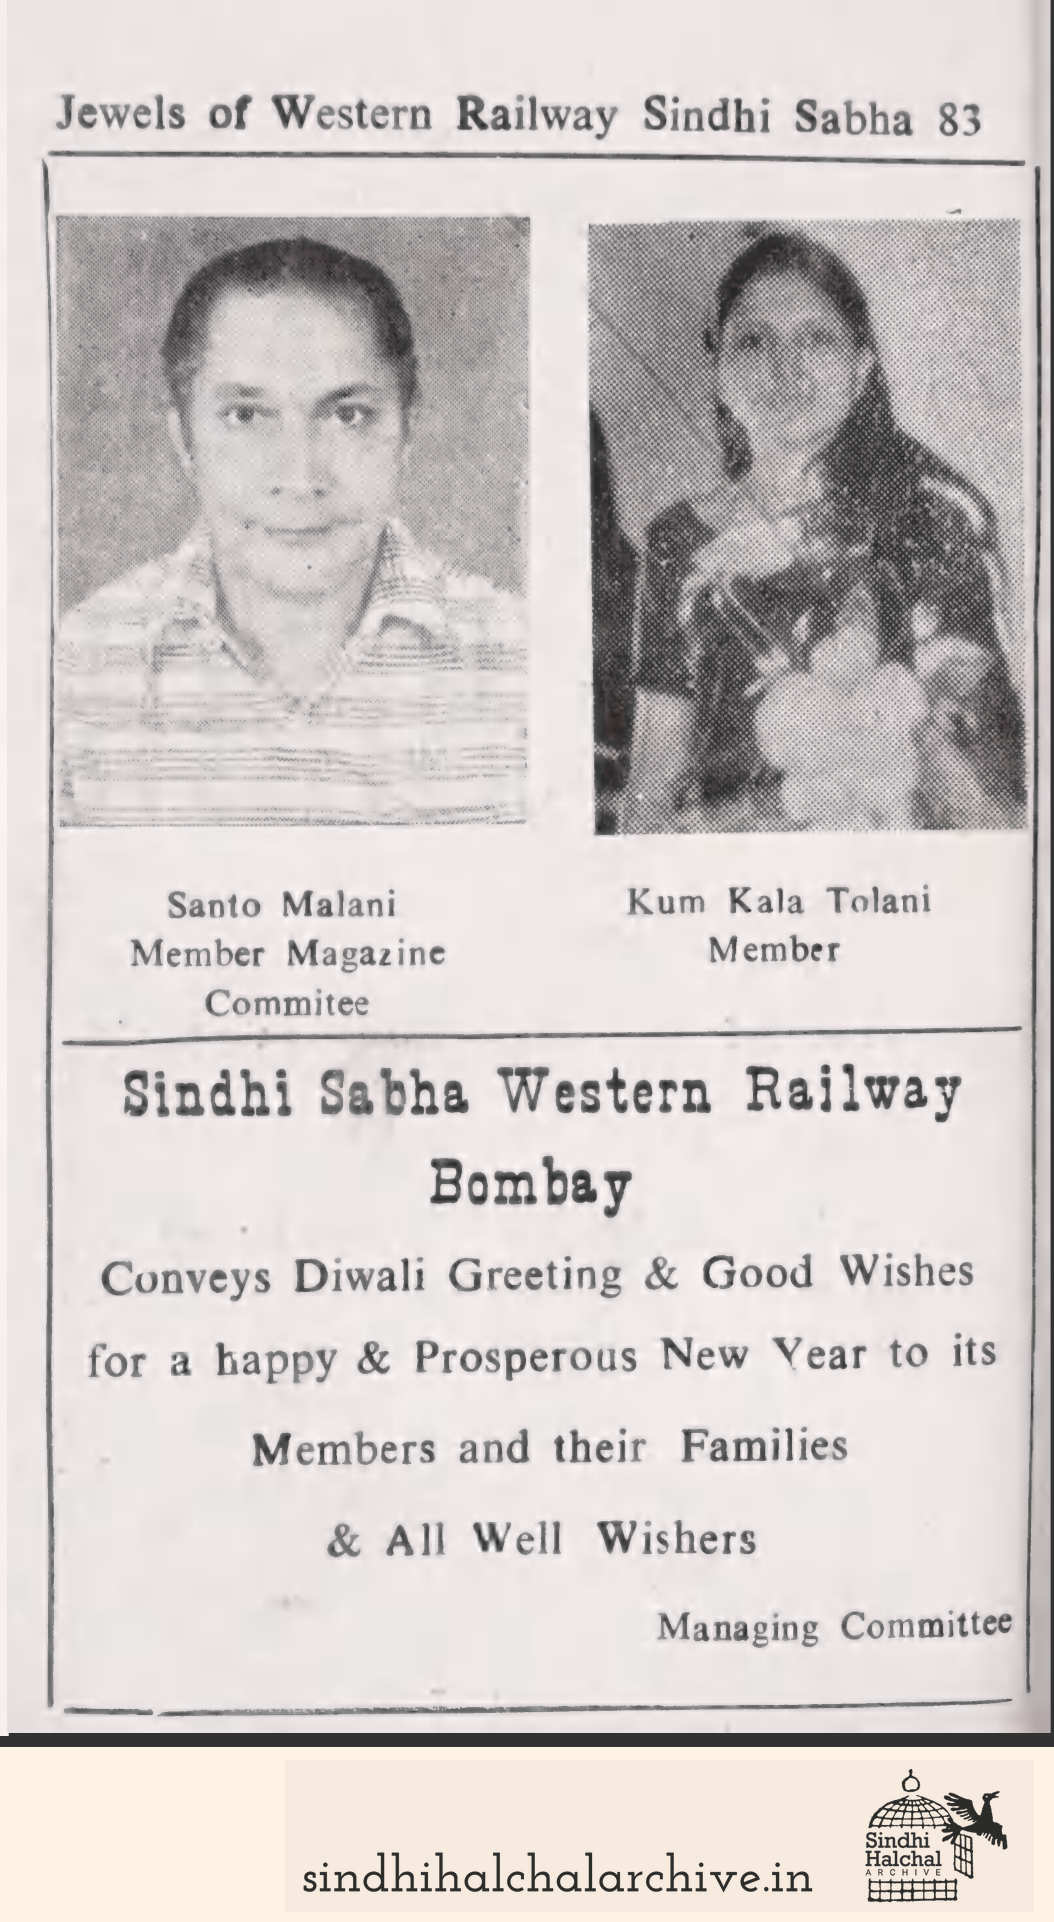 Jewels of Western Railway Sindhi Sabha 83
Santo Malani
Member Magazine
Commitee
Kum Kala Tolani
Member
Sindhi Sabha Western Railway
Bombay
Conveys Diwali Greeting & Good Wishes
for a happy & Prosperous New Year to its
Members and their Families
& All Well Wishers
Managing Committee
sindhihalchalarchive.in
Sindhi
Halchal
ARCHIVE